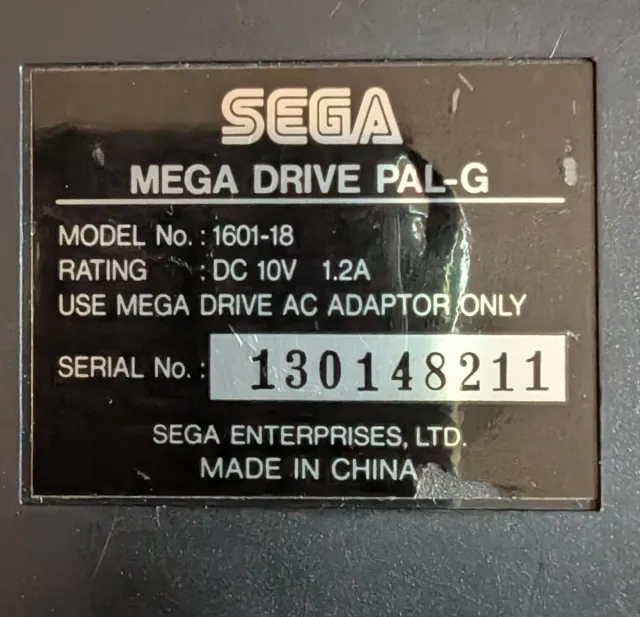 SEGA
MEGA DRIVE PAL-G
MODEL No. : 1601-18
RATING : DC 10V 1.2A
USE MEGA DRIVE AC ADAPTOR ONLY
SERIAL No. : 130148211
SEGA ENTERPRISES, LTD.
MADE IN CHINA